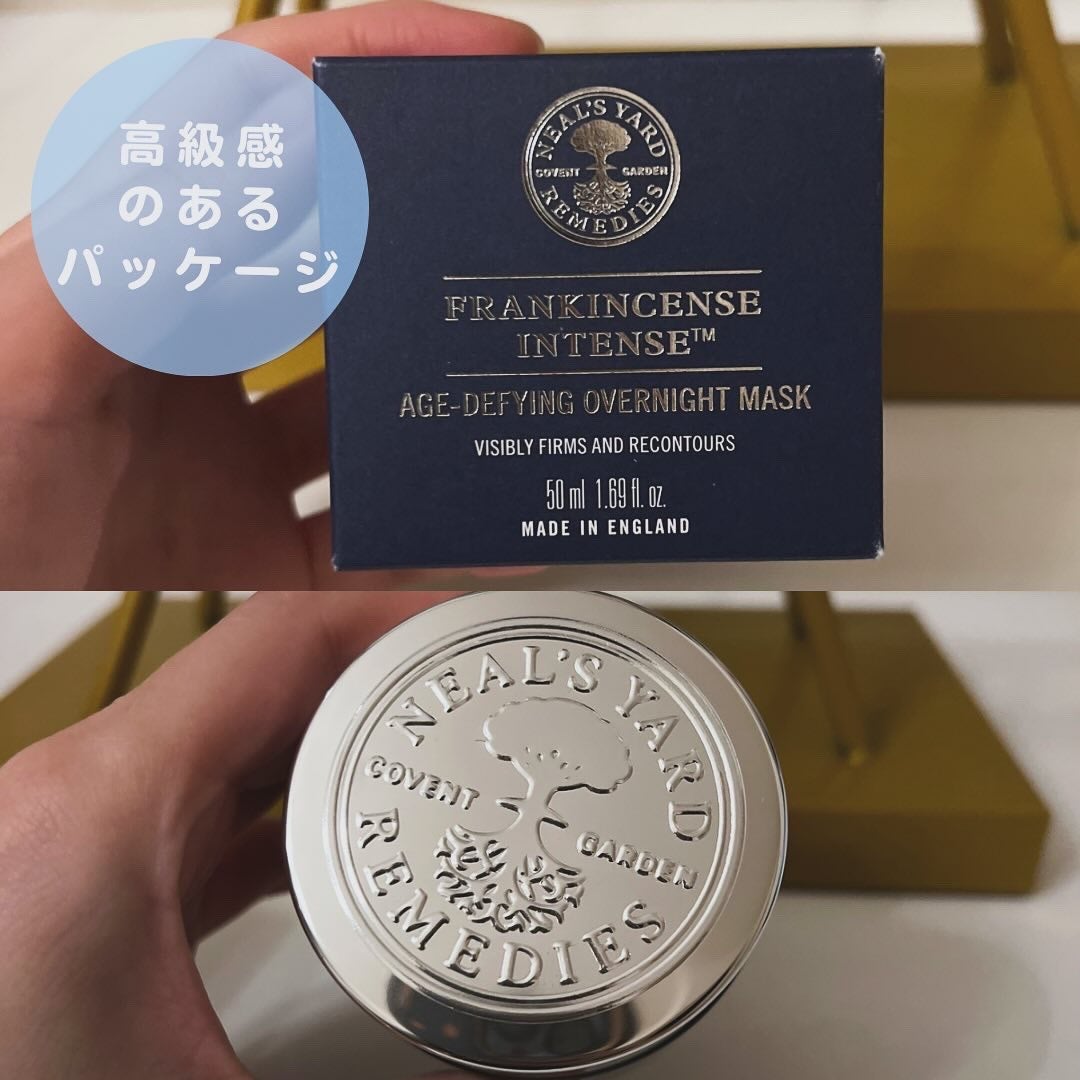 高級感
のある
パッケージ
NEAL'S YARD
COVENT GARDEN
REMEDIES
FRANKINCENSE
INTENSE™
AGE-DEFYING OVERNIGHT MASK
VISIBLY FIRMS AND RECONTOURS
50 ml 1.69 fl. oz.
MADE IN ENGLAND
NEAL'S YARD
COVENT GARDEN
REMEDIES